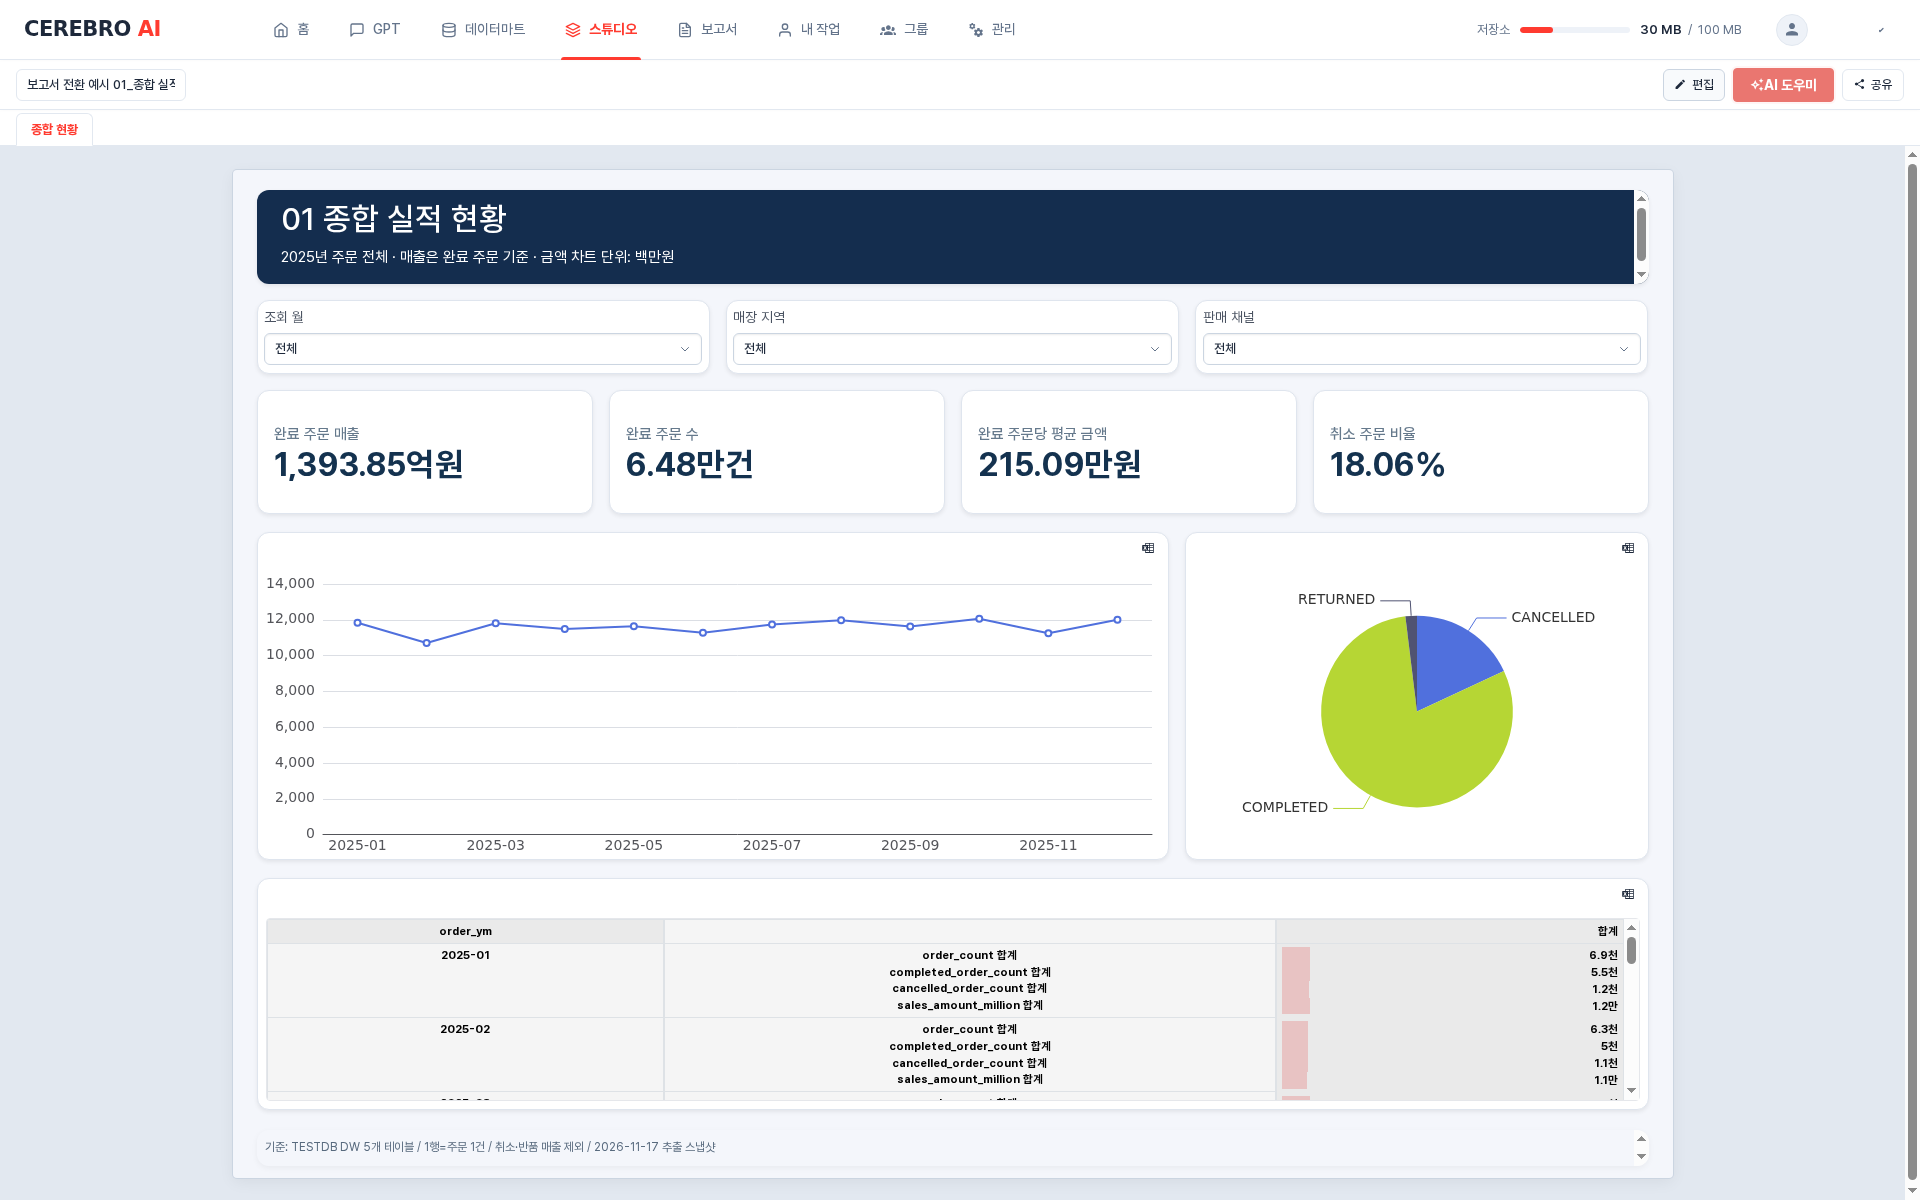 CEREBRO AI
홈
GPT
데이터마트
스튜디오
보고서
내 작업
그룹
관리
저장소
30 MB / 100 MB
보고서 전환 예시 01_종합 실적
편집
AI 도우미
공유
종합 현황
01 종합 실적 현황
2025년 주문 전체 · 매출은 완료 주문 기준 · 금액 차트 단위: 백만원
조회 월
전체
매장 지역
전체
판매 채널
전체
완료 주문 매출
1,393.85억원
완료 주문 수
6.48만건
완료 주문당 평균 금액
215.09만원
취소 주문 비율
18.06%
14,000
12,000
10,000
8,000
6,000
4,000
2,000
0
2025-01
2025-03
2025-05
2025-07
2025-09
2025-11
RETURNED
CANCELLED
COMPLETED
order_ym
합계
2025-01
order_count 합계
6.9천
completed_order_count 합계
5.5천
cancelled_order_count 합계
1.2천
sales_amount_million 합계
1.2만
2025-02
order_count 합계
6.3천
completed_order_count 합계
5천
cancelled_order_count 합계
1.1천
sales_amount_million 합계
1.1만
기준: TESTDB DW 5개 테이블 / 1행=주문 1건 / 취소·반품 매출 제외 / 2026-11-17 추출 스냅샷